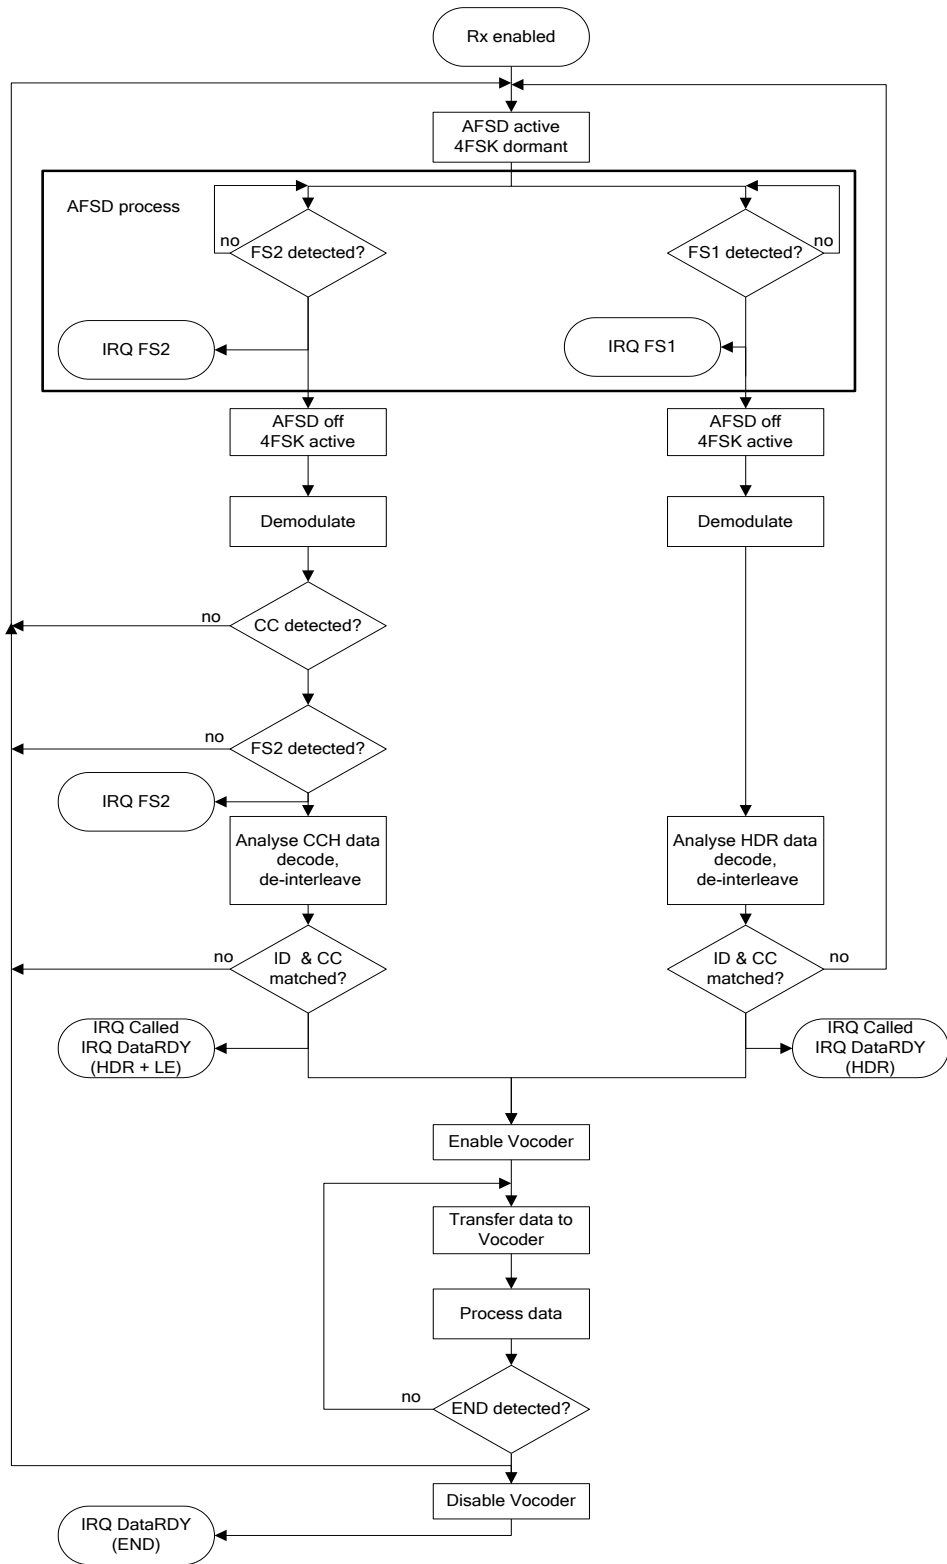 Rx enabled
AFSD active
4FSK dormant
AFSD process
no
FS2 detected?
FS1 detected?
no
IRQ FS2
IRQ FS1
AFSD off
4FSK active
AFSD off
4FSK active
Demodulate
Demodulate
no
CC detected?
no
FS2 detected?
IRQ FS2
Analyse CCH data
decode,
de-interleave
Analyse HDR data
decode,
de-interleave
no
ID & CC
matched?
ID & CC
matched?
no
IRQ Called
IRQ DataRDY
(HDR + LE)
IRQ Called
IRQ DataRDY
(HDR)
Enable Vocoder
Transfer data to
Vocoder
Process data
no
END detected?
Disable Vocoder
IRQ DataRDY
(END)